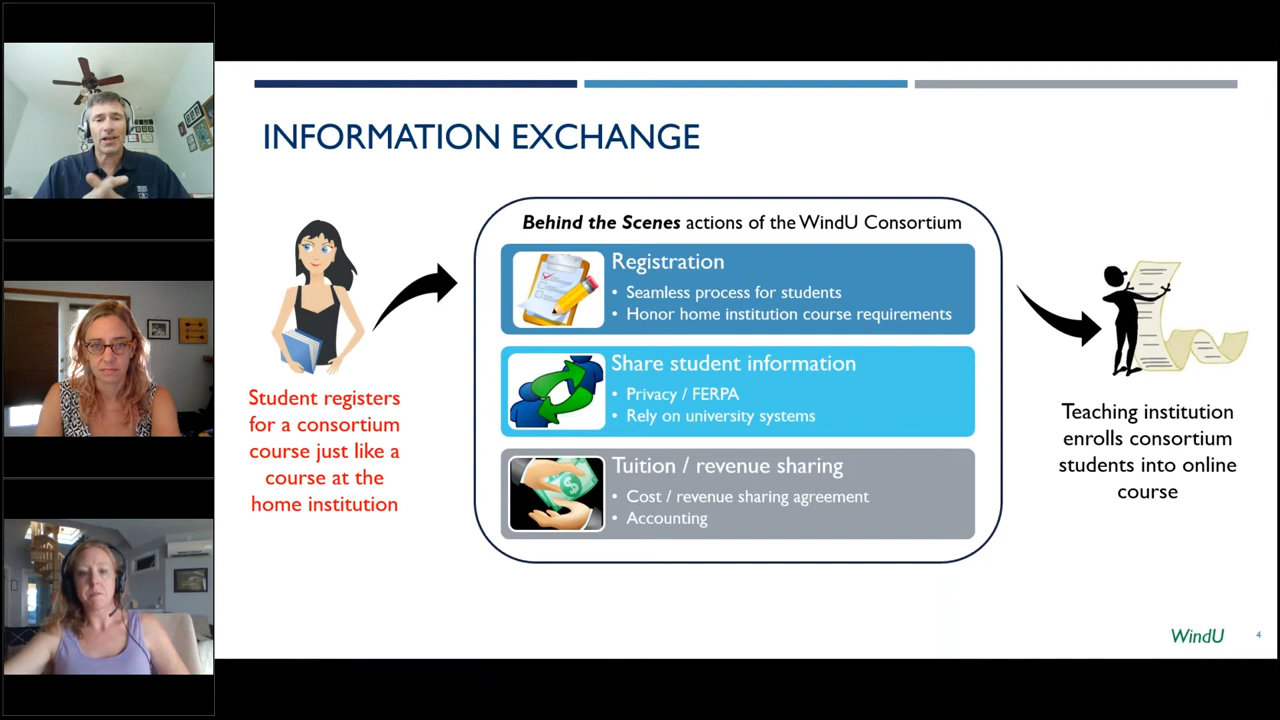 INFORMATION EXCHANGE
Student registers
for a consortium
course just like a
course at the
home institution
Behind the Scenes actions of the WindU Consortium
Registration
• Seamless process for students
• Honor home institution course requirements
Share student information
• Privacy / FERPA
• Rely on university systems
Tuition / revenue sharing
• Cost / revenue sharing agreement
• Accounting
Teaching institution
enrolls consortium
students into online
course
WindU
4